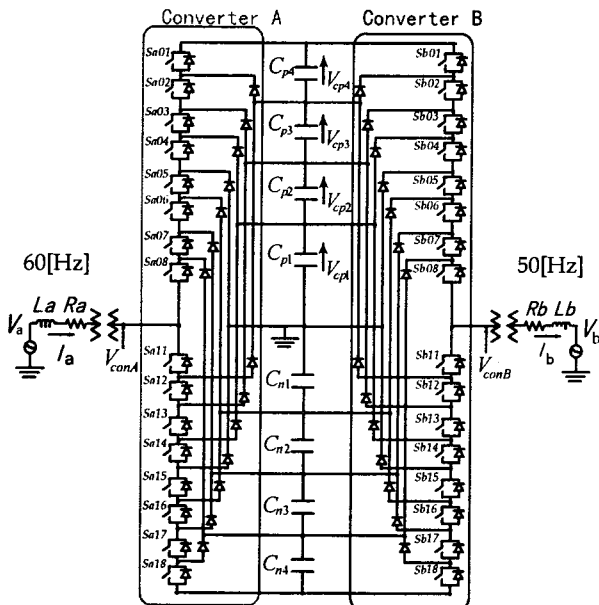 Converter A
Converter B
Sa01
Sa02
Sa03
Sa04
Sa05
Sa06
Sa07
Sa08
Sa11
Sa12
Sa13
Sa14
Sa15
Sa16
Sa17
Sa18
Cp4
Vcp4
Cp3
Vcp3
Cp2
Vcp2
Cp1
Vcp1
Cn1
Cn2
Cn3
Cn4
Sb01
Sb02
Sb03
Sb04
Sb05
Sb06
Sb07
Sb08
Sb11
Sb12
Sb13
Sb14
Sb15
Sb16
Sb17
Sb18
60[Hz]
La Ra
Va
Ia
VconA
50[Hz]
Rb Lb
Vb
Ib
VconB